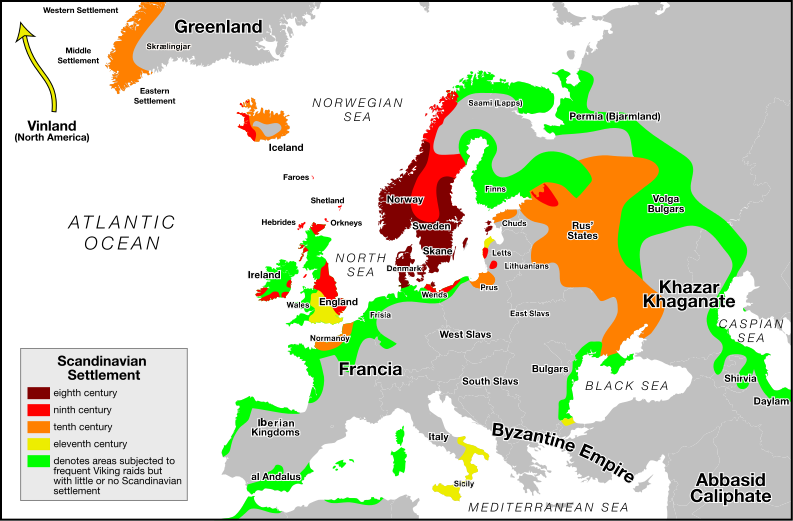 Western Settlement
Greenland
Skrælingjar
Middle
Settlement
Eastern
Settlement
Vinland
(North America)
NORWEGIAN
SEA
Saami (Lapps)
Permia (Bjarmland)
Iceland
Faroes
Norway
Finns
Volga
Bulgars
Shetland
Hebrides
Orkneys
ATLANTIC
OCEAN
Sweden
Chuds
Rus'
States
Skane
NORTH
SEA
Letts
Denmark
Lithuanians
Ireland
Wends
Prus
Khazar
Khaganate
Wales
England
Frisia
East Slavs
CASPIAN
SEA
Normandy
West Slavs
Francia
Bulgars
Shirvia
South Slavs
BLACK SEA
Daylam
Scandinavian
Settlement
eighth century
ninth century
tenth century
eleventh century
denotes areas subjected to
frequent Viking raids but
with little or no Scandinavian
settlement
Iberian
Kingdoms
Italy
Byzantine Empire
al Andalus
Sicily
Abbasid
Caliphate
MEDITERRANEAN SEA